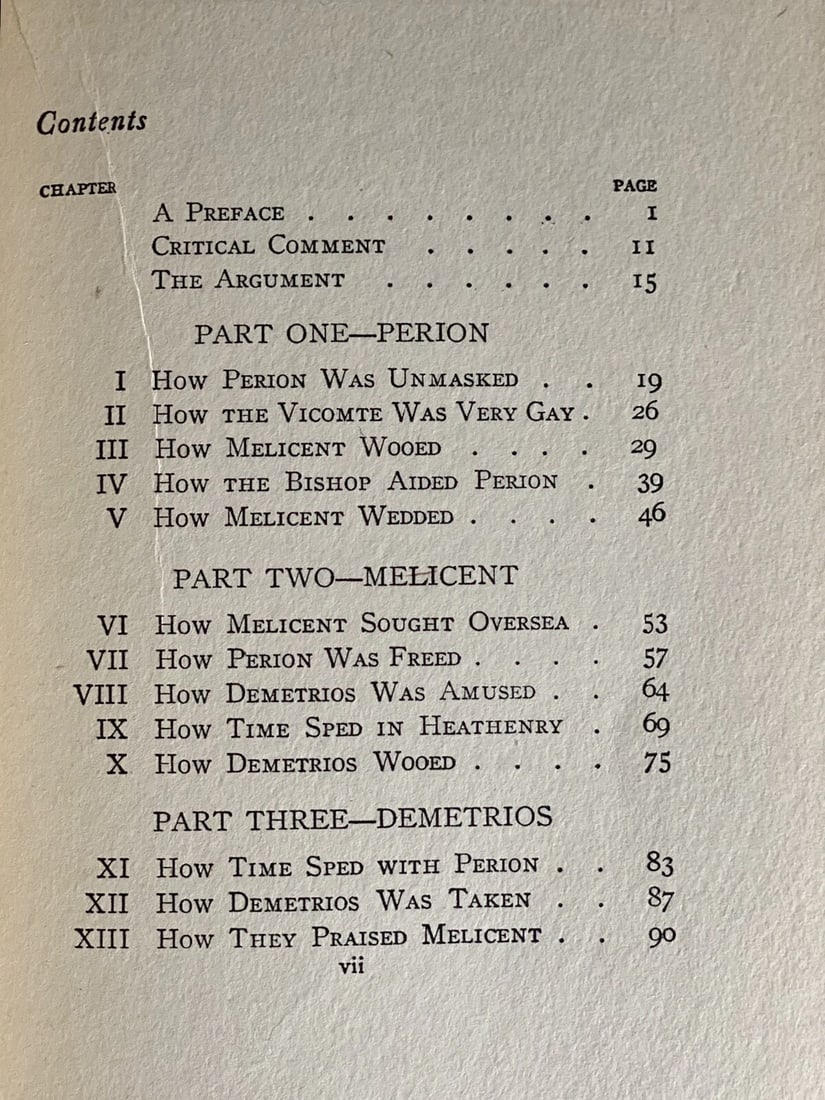 Contents
CHAPTER PAGE
A PREFACE . . . . . . . . 1
CRITICAL COMMENT . . . . . 11
THE ARGUMENT . . . . . . 15
PART ONE—PERION
I HOW PERION WAS UNMASKED . . 19
II HOW THE VICOMTE WAS VERY GAY . 26
III HOW MELICENT WOOED . . . . 29
IV HOW THE BISHOP AIDED PERION . 39
V HOW MELICENT WEDDED . . . . 46
PART TWO—MELICENT
VI HOW MELICENT SOUGHT OVERSEA . 53
VII HOW PERION WAS FREED . . . . 57
VIII HOW DEMETRIOS WAS AMUSED . . 64
IX HOW TIME SPED IN HEATHENRY . 69
X HOW DEMETRIOS WOOED . . . . 75
PART THREE—DEMETRIOS
XI HOW TIME SPED WITH PERION . . 83
XII HOW DEMETRIOS WAS TAKEN . . 87
XIII HOW THEY PRAISED MELICENT . . 90
vii